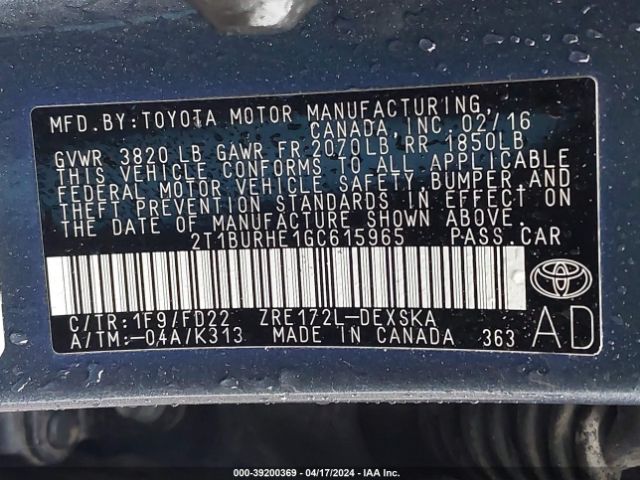 MFD.BY:TOYOTA MOTOR MANUFACTURING,
CANADA,INC.02/16
GVWR 3820 LB GAWR FR 2070LB,RR 1850LB
THIS VEHICLE CONFORMS TO ALL APPLICABLE
FEDERAL MOTOR VEHICLE SAFETY,BUMPER,AND
THEFT PREVENTION STANDARDS IN EFFECT ON
THE DATE OF MANUFACTURE SHOWN ABOVE.
2T1BURHE1GC615965 PASS.CAR
C/TR:1F9/FD22 ZRE172L-DEXSKA
A/TM:-04A/K313 MADE IN CANADA 363
AD
000-39200369 - 04/17/2024 - IAA Inc.